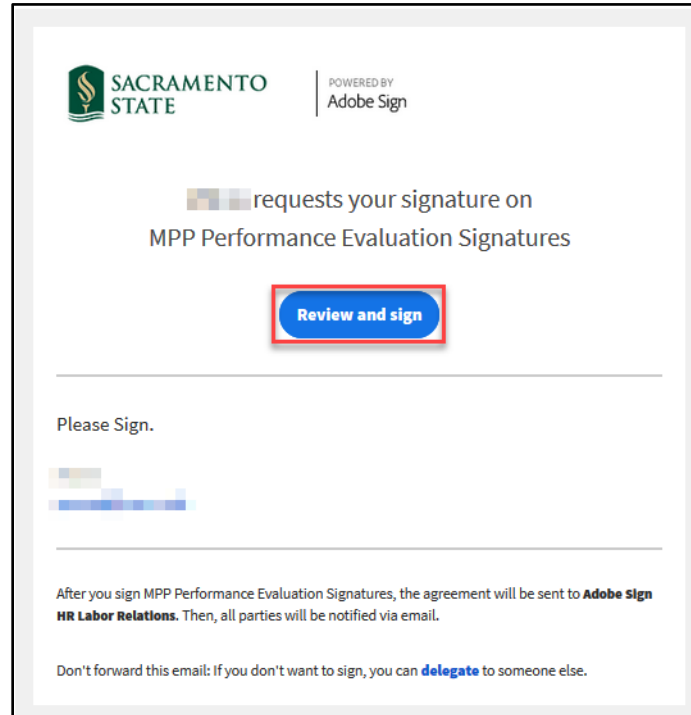 SACRAMENTO
STATE
POWERED BY
Adobe Sign
requests your signature on
MPP Performance Evaluation Signatures
Review and sign
Please Sign.
After you sign MPP Performance Evaluation Signatures, the agreement will be sent to Adobe Sign
HR Labor Relations. Then, all parties will be notified via email.
Don't forward this email: If you don't want to sign, you can delegate to someone else.